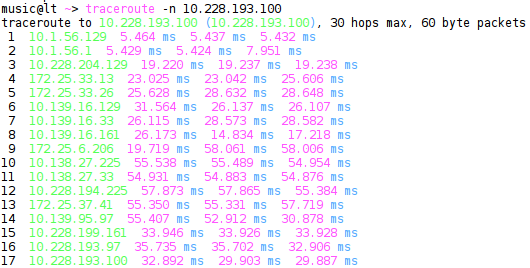 music@lt ~> traceroute -n 10.228.193.100
traceroute to 10.228.193.100 (10.228.193.100), 30 hops max, 60 byte packets
1 10.1.56.129 5.464 ms 5.437 ms 5.432 ms
2 10.1.56.1 5.429 ms 5.424 ms 7.951 ms
3 10.228.204.129 19.220 ms 19.237 ms 19.238 ms
4 172.25.33.13 23.025 ms 23.042 ms 25.606 ms
5 172.25.33.26 25.628 ms 28.632 ms 28.648 ms
6 10.139.16.129 31.564 ms 26.137 ms 26.107 ms
7 10.139.16.33 26.115 ms 28.573 ms 28.582 ms
8 10.139.16.161 26.173 ms 14.834 ms 17.218 ms
9 172.25.6.206 19.719 ms 58.061 ms 58.006 ms
10 10.138.27.225 55.538 ms 55.489 ms 54.954 ms
11 10.138.27.33 54.931 ms 54.883 ms 54.876 ms
12 10.228.194.225 57.873 ms 57.865 ms 55.384 ms
13 172.25.37.41 55.350 ms 55.331 ms 57.719 ms
14 10.139.95.97 55.407 ms 52.912 ms 30.878 ms
15 10.228.199.161 33.946 ms 33.926 ms 33.928 ms
16 10.228.193.97 35.735 ms 35.702 ms 32.906 ms
17 10.228.193.100 32.892 ms 29.903 ms 29.887 ms